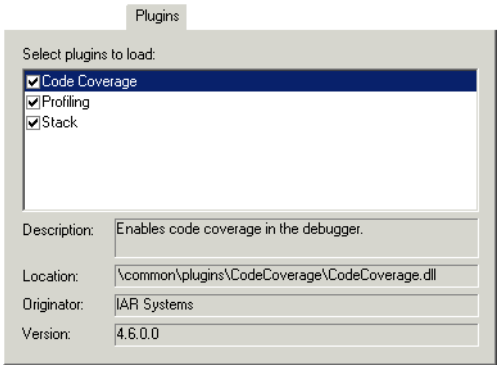 Plugins
Select plugins to load:
Code Coverage
Profiling
Stack
Description: Enables code coverage in the debugger.
Location: \common\plugins\CodeCoverage\CodeCoverage.dll
Originator: IAR Systems
Version: 4.6.0.0